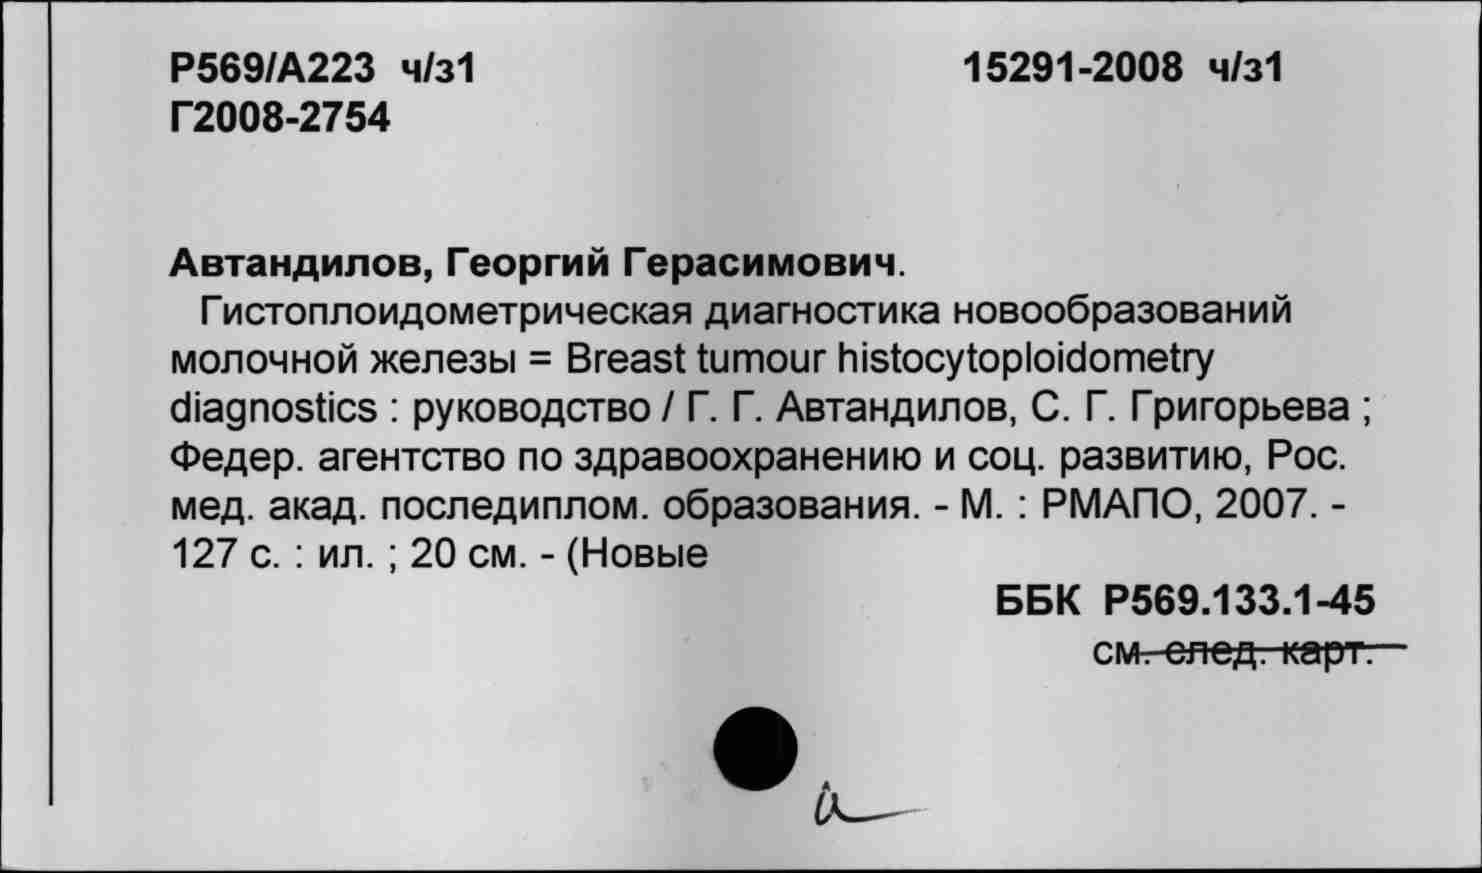 Р569/А223 ч/з1 15291-2008 ч/з1
Г2008-2754
Автандилов, Георгий Герасимович.
Гистоплоидометрическая диагностика новообразований
молочной железы = Breast tumour histocytoploidometry
diagnostics : руководство / Г. Г. Автандилов, С. Г. Григорьева ;
Федер. агентство по здравоохранению и соц. развитию, Рос.
мед. акад. последиплом. образования. - М. : РМАПО, 2007. -
127 с. : ил. ; 20 см. - (Новые
ББК Р569.133.1-45
см. след. карт.